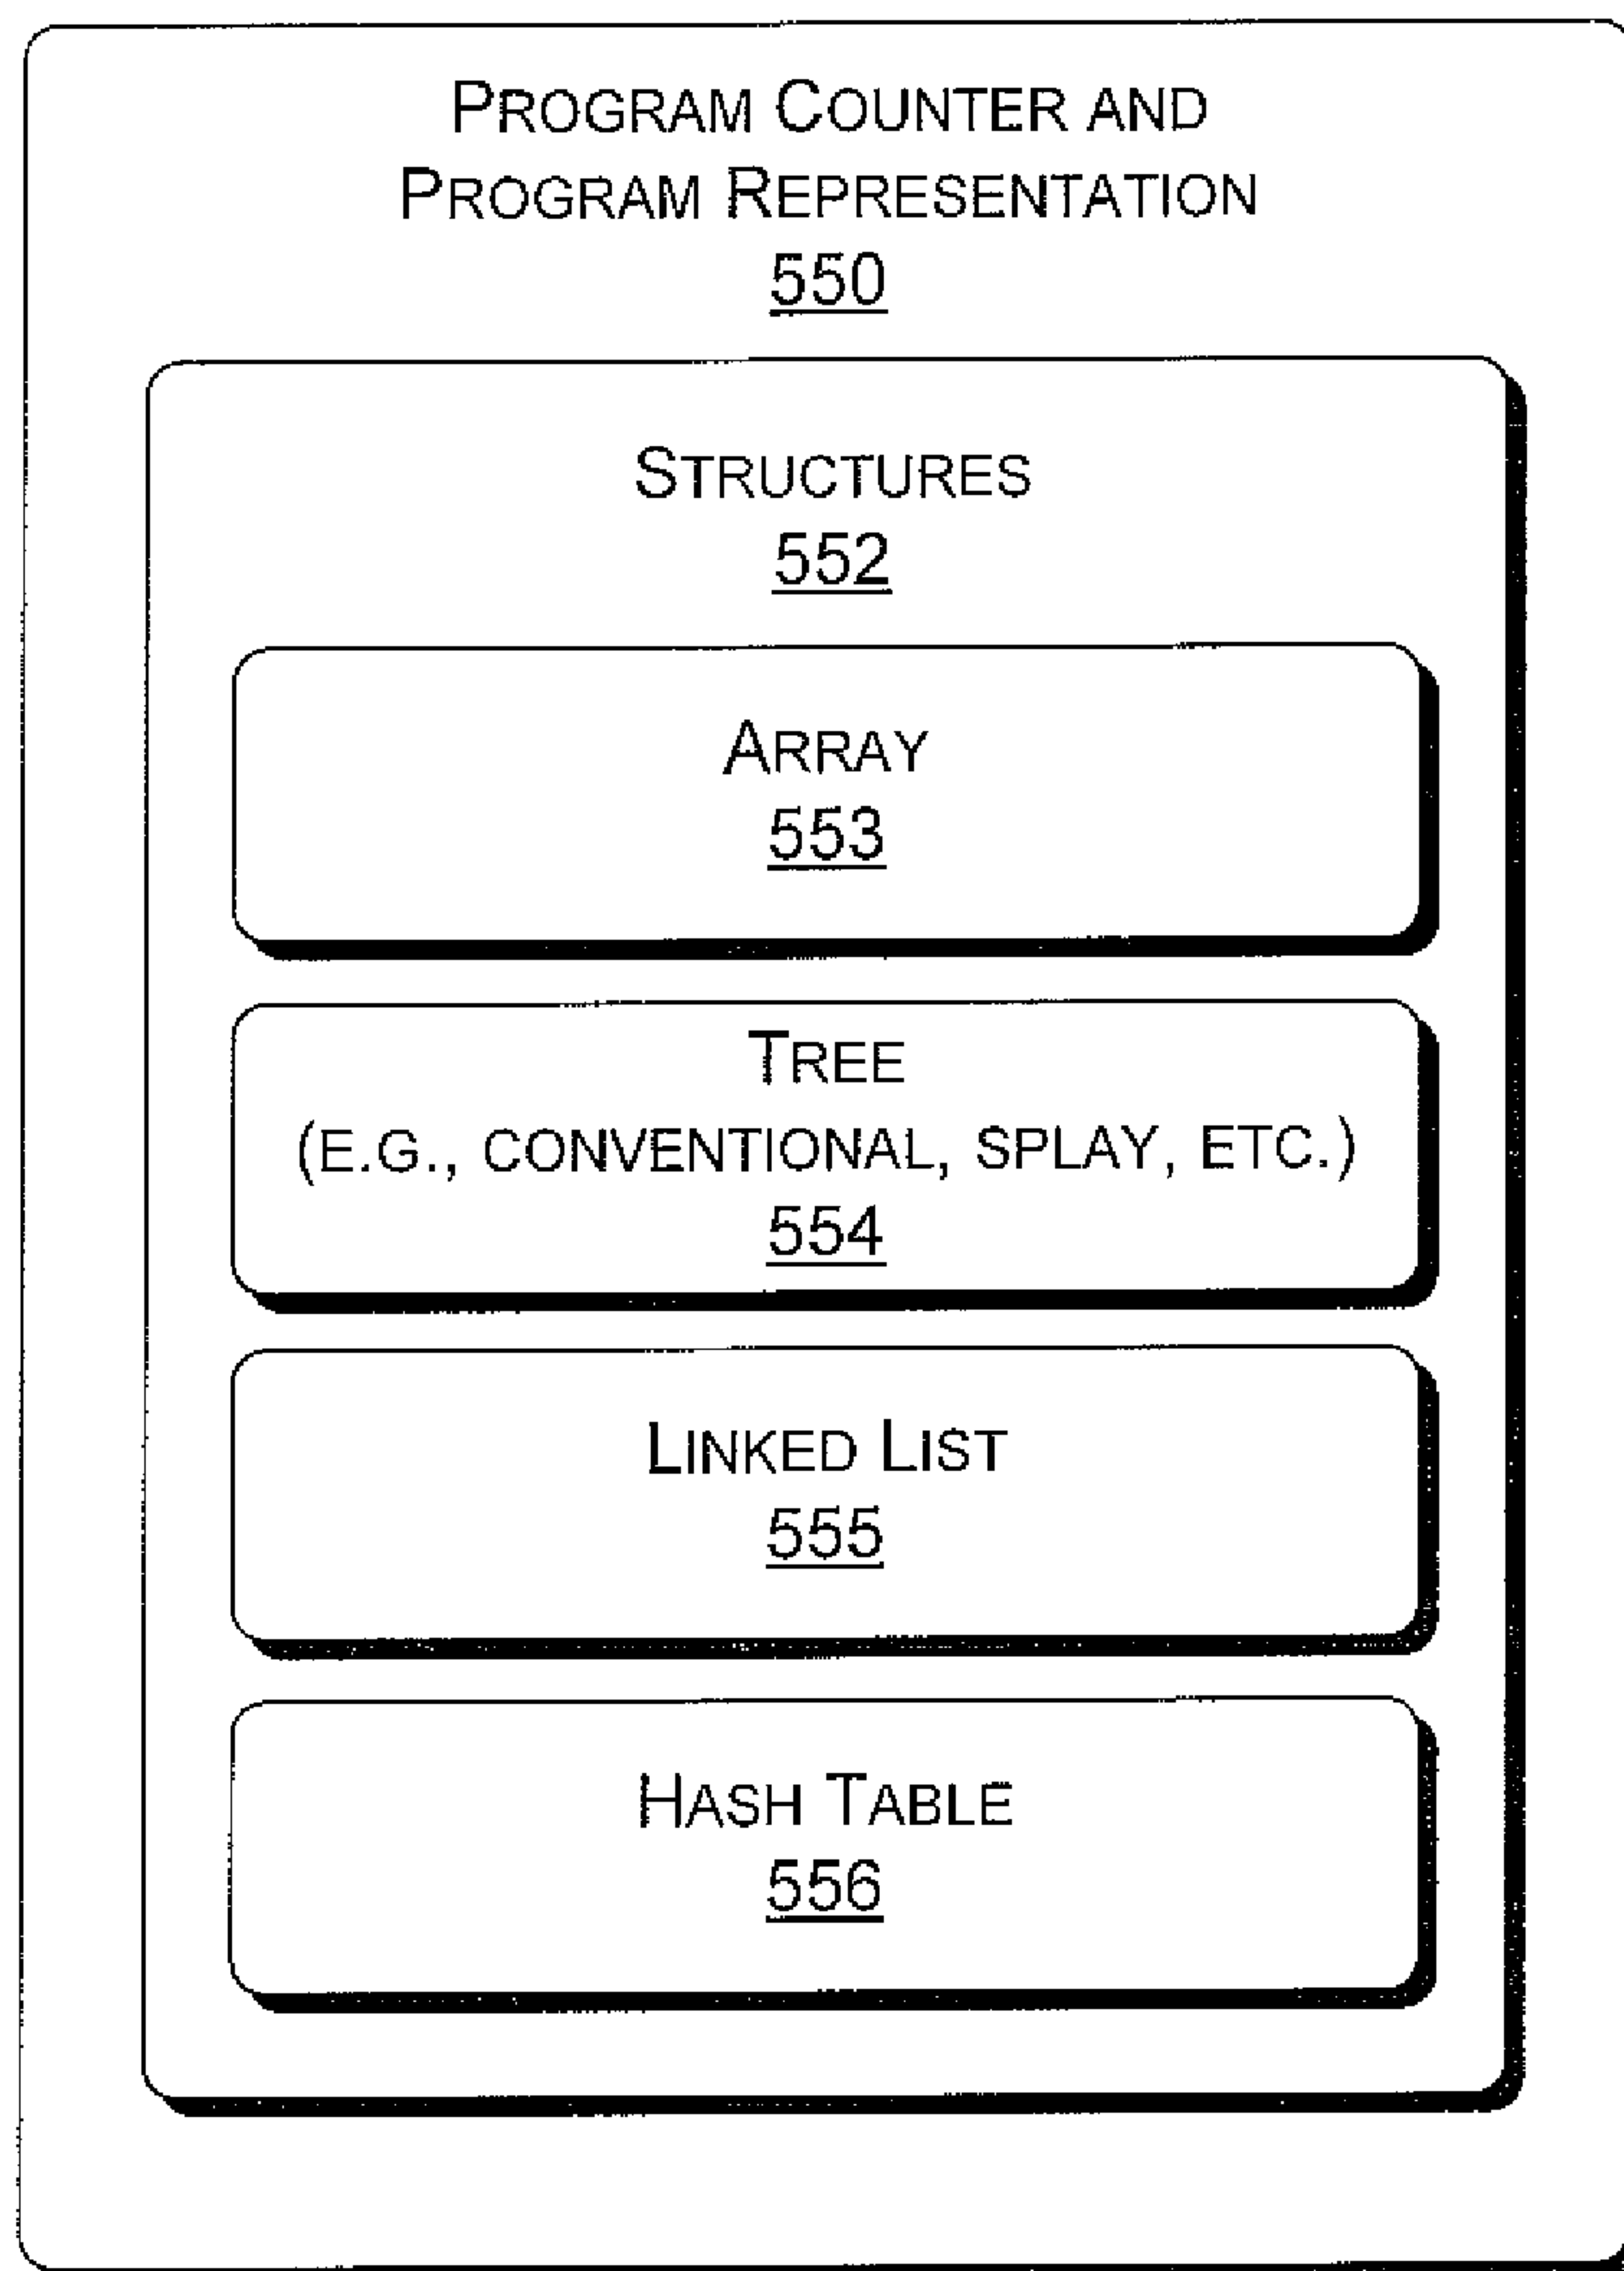 PROGRAM COUNTER AND
PROGRAM REPRESENTATION
550
STRUCTURES
552
ARRAY
553
TREE
(E.G., CONVENTIONAL, SPLAY, ETC.)
554
LINKED LIST
555
HASH TABLE
556